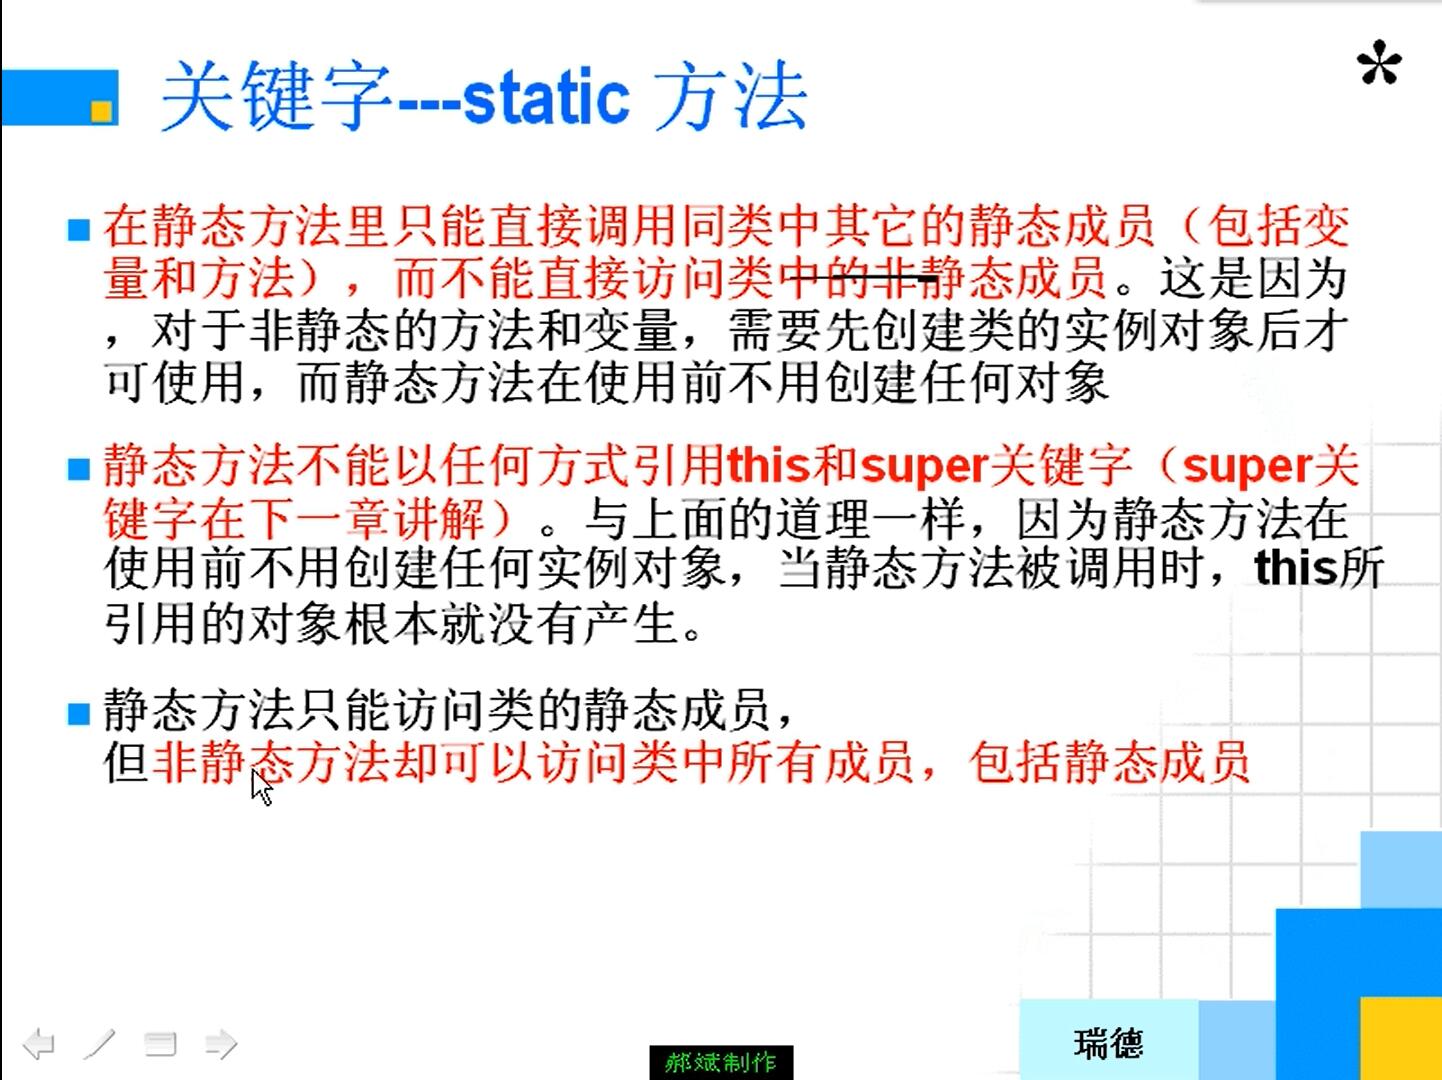 关键字---static 方法
*
在静态方法里只能直接调用同类中其它的静态成员（包括变
量和方法），而不能直接访问类中的非静态成员。这是因为
，对于非静态的方法和变量，需要先创建类的实例对象后才
可使用，而静态方法在使用前不用创建任何对象
静态方法不能以任何方式引用this和super关键字（super关
键字在下一章讲解）。与上面的道理一样，因为静态方法在
使用前不用创建任何实例对象，当静态方法被调用时，this所
引用的对象根本就没有产生。
静态方法只能访问类的静态成员，
但非静态方法却可以访问类中所有成员，包括静态成员
瑞德
郝斌制作